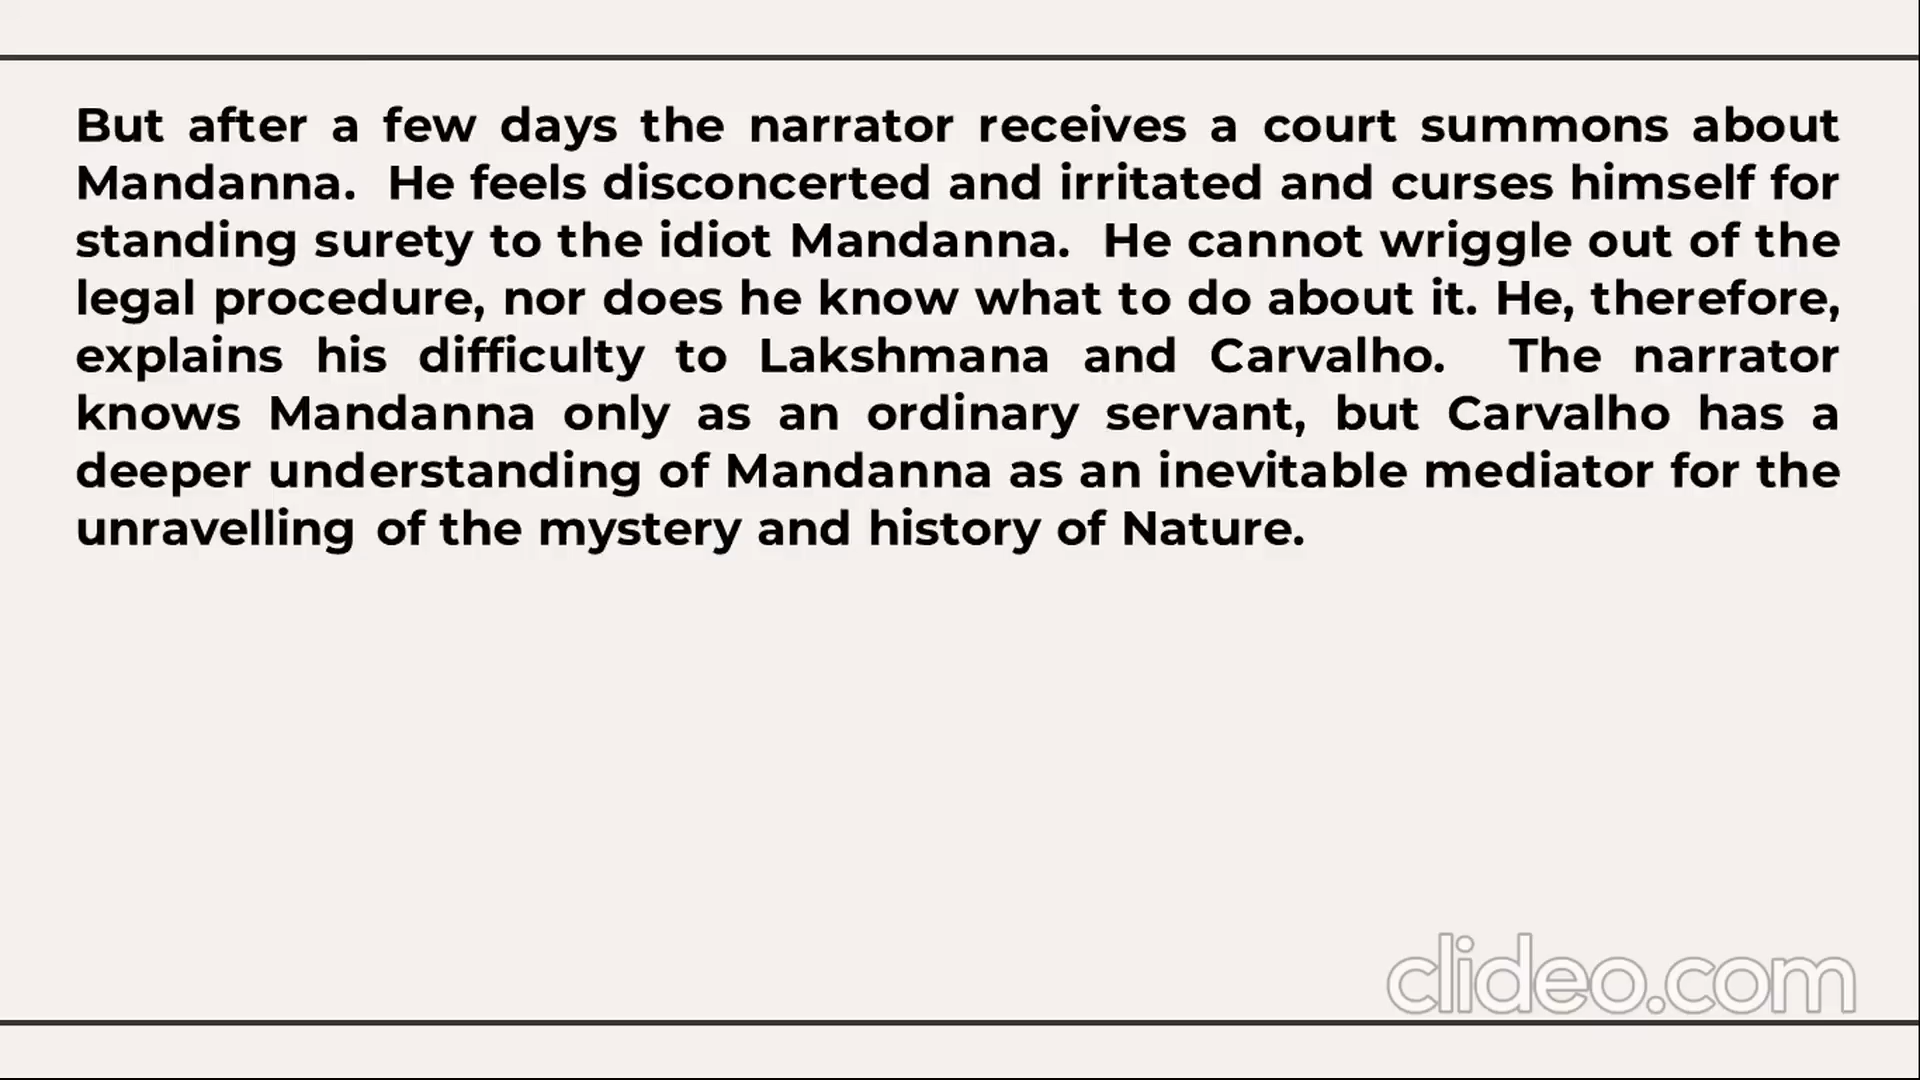 But after a few days the narrator receives a court summons about
Mandanna. He feels disconcerted and irritated and curses himself for
standing surety to the idiot Mandanna. He cannot wriggle out of the
legal procedure, nor does he know what to do about it. He, therefore,
explains his difficulty to Lakshmana and Carvalho. The narrator
knows Mandanna only as an ordinary servant, but Carvalho has a
deeper understanding of Mandanna as an inevitable mediator for the
unravelling of the mystery and history of Nature.
clideo.com